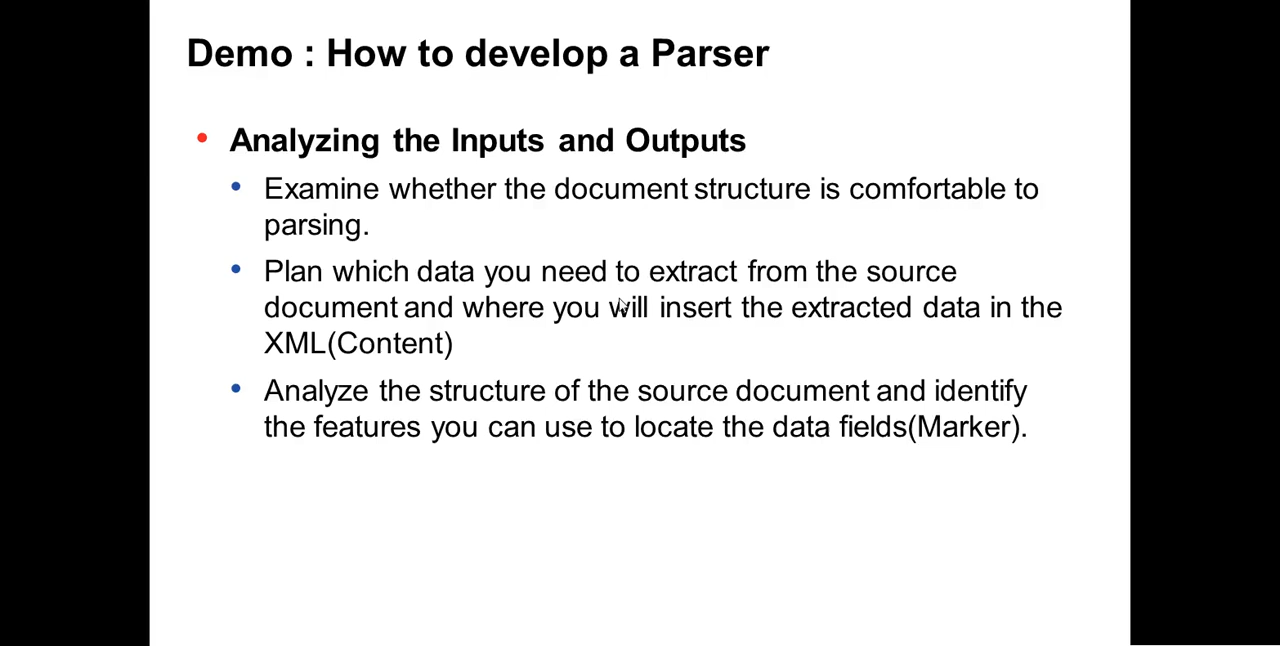 Demo : How to develop a Parser
• Analyzing the Inputs and Outputs
• Examine whether the document structure is comfortable to
parsing.
• Plan which data you need to extract from the source
document and where you will insert the extracted data in the
XML(Content)
• Analyze the structure of the source document and identify
the features you can use to locate the data fields(Marker).